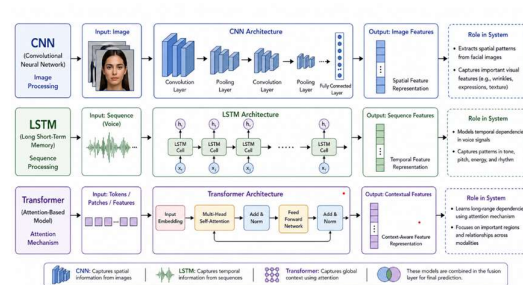 CNN
(Convolutional
Neural Network)
Image
Processing
Input: Image
CNN Architecture
Convolution
Layer
Pooling
Layer
Convolution
Layer
Pooling
Layer
Fully Connected
Layer
Output: Image Features
Spatial Feature
Representation
Role in System
• Extracts spatial patterns
from facial images
• Captures important visual
features (e.g., wrinkles,
expressions, texture)
LSTM
(Long Short-Term
Memory)
Sequence
Processing
Input: Sequence
(Voice)
LSTM Architecture
LSTM
Cell
LSTM
Cell
LSTM
Cell
LSTM
Cell
Output: Sequence Features
Temporal Feature
Representation
Role in System
• Models temporal dependency
in voice signals
• Captures patterns in tone,
pitch, energy, and rhythm
Transformer
(Attention-Based
Model)
Attention
Mechanism
Input: Tokens /
Patches / Features
Transformer Architecture
Input
Embedding
Multi-Head
Self-Attention
Add &
Norm
Feed
Forward
Network
Add &
Norm
Output: Contextual Features
Context-Aware Feature
Representation
Role in System
• Learns long-range dependency
using attention mechanism
• Focuses on important regions
and relationships across
modalities
CNN: Captures spatial
information from images
LSTM: Captures temporal
information from sequences
Transformer: Captures global
context using attention
These models are combined in the fusion
layer for final prediction.